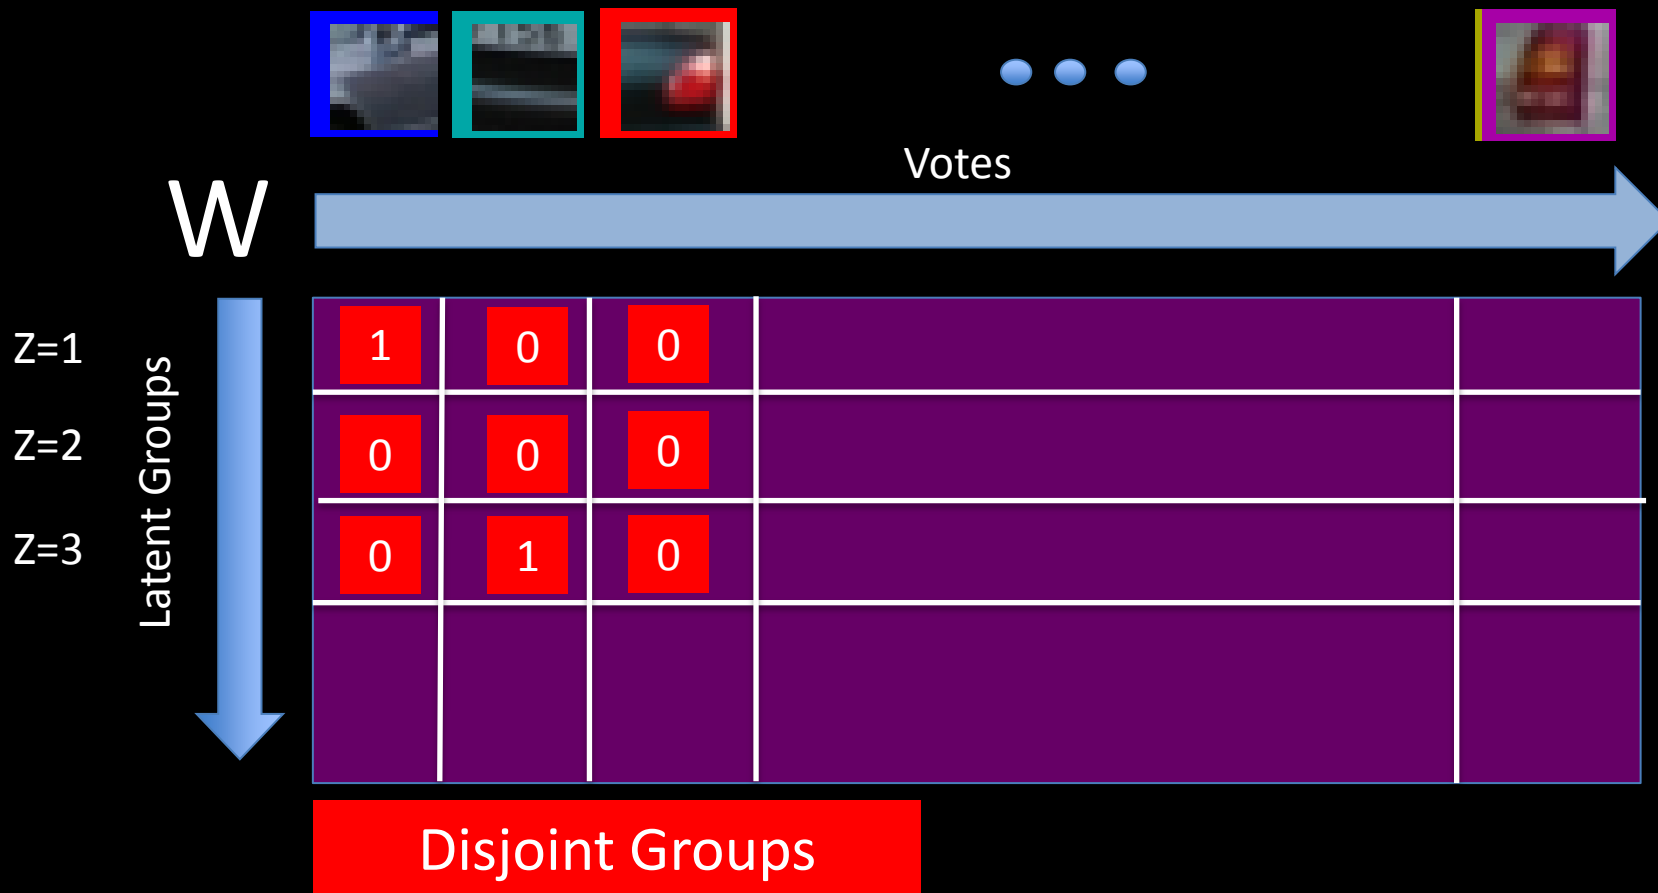 Votes
W
Z=1
1 0 0
Z=2
0 0 0
Z=3
0 1 0
Latent Groups
Disjoint Groups